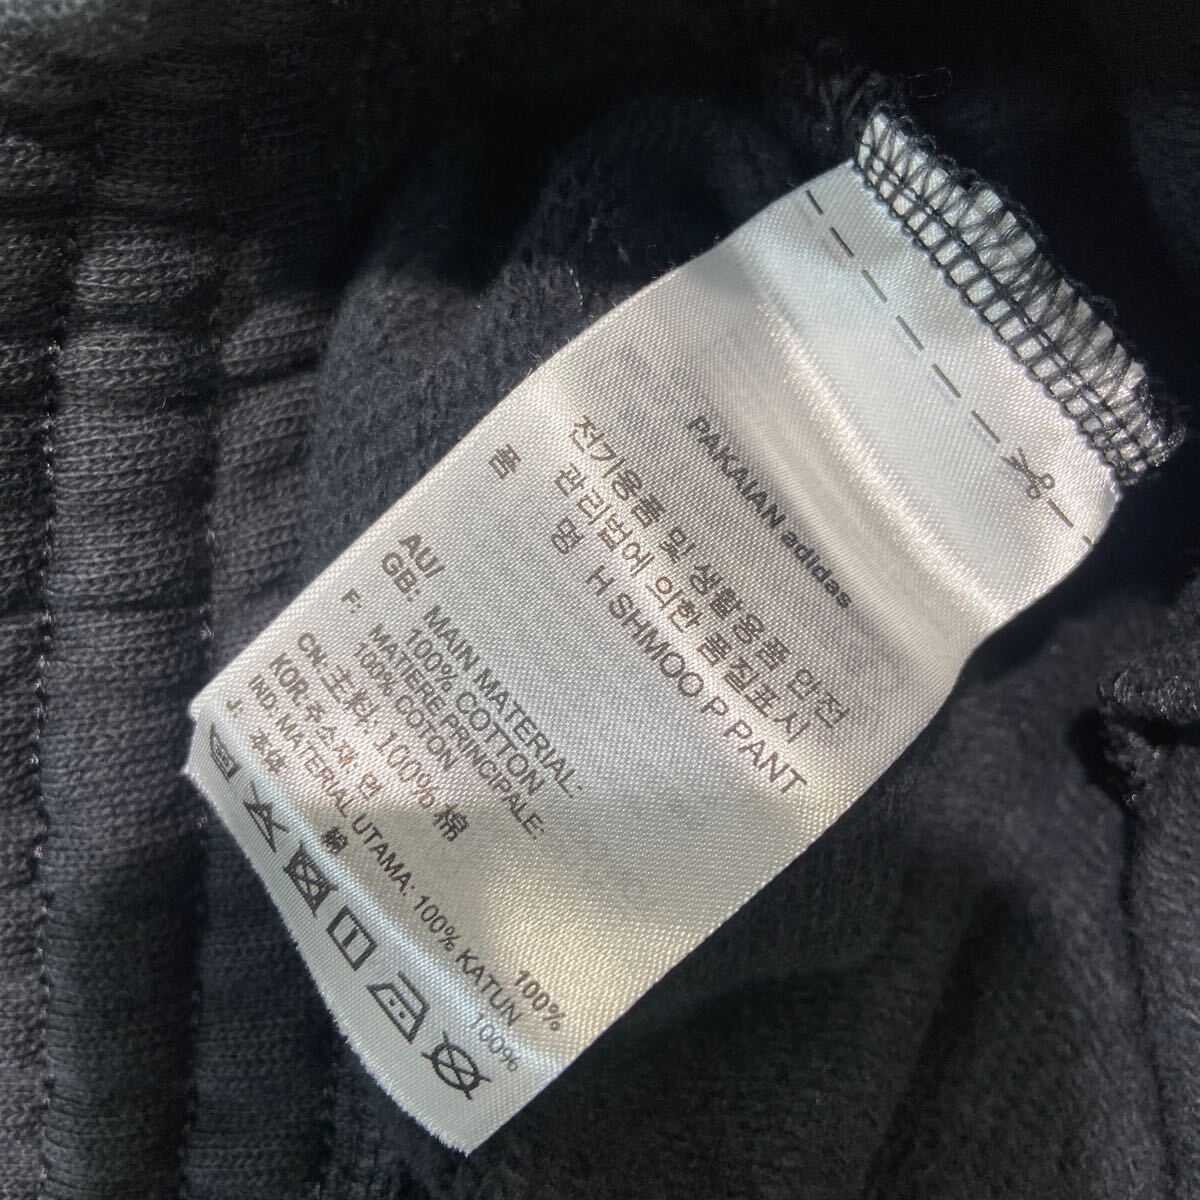 PAKAIAN adidas
전기용품 및 생활용품 안전
관리법에 의한 품질표시
품 명 H SHMOO P PANT
AU/
GB: MAIN MATERIAL:
100% COTTON
F: MATIERE PRINCIPALE:
100% COTON
CN: 主料: 100% 棉
KOR: 주소재 면 100%
IND: MATERIAL UTAMA: 100% KATUN
J: 本体 綿 100%